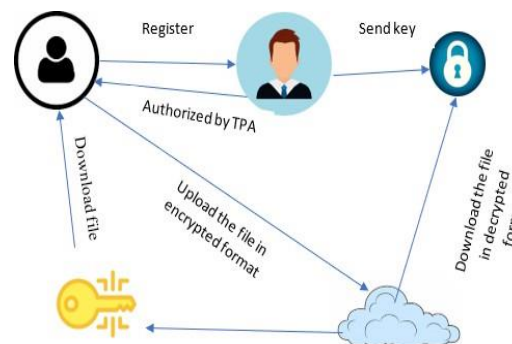 Register
Send key
Authorized by TPA
Download file
Upload the file in
encrypted format
Download the file
in decrypted